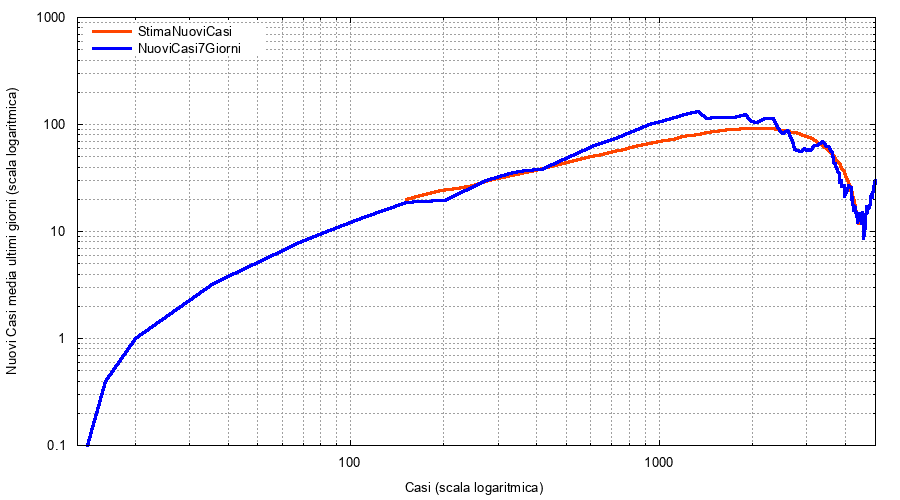 1000
StimaNuoviCasi
NuoviCasi7Giorni
100
10
1
0.1
Nuovi Casi media ultimi giorni (scala logaritmica)
100
1000
Casi (scala logaritmica)